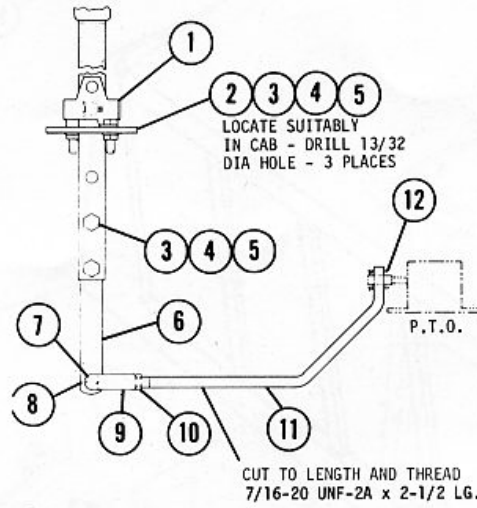 1
2 3 4 5
LOCATE SUITABLY
IN CAB - DRILL 13/32
DIA HOLE - 3 PLACES
12
3 4 5
P.T.O.
6
7
8
9
10
11
CUT TO LENGTH AND THREAD
7/16-20 UNF-2A x 2-1/2 LG.